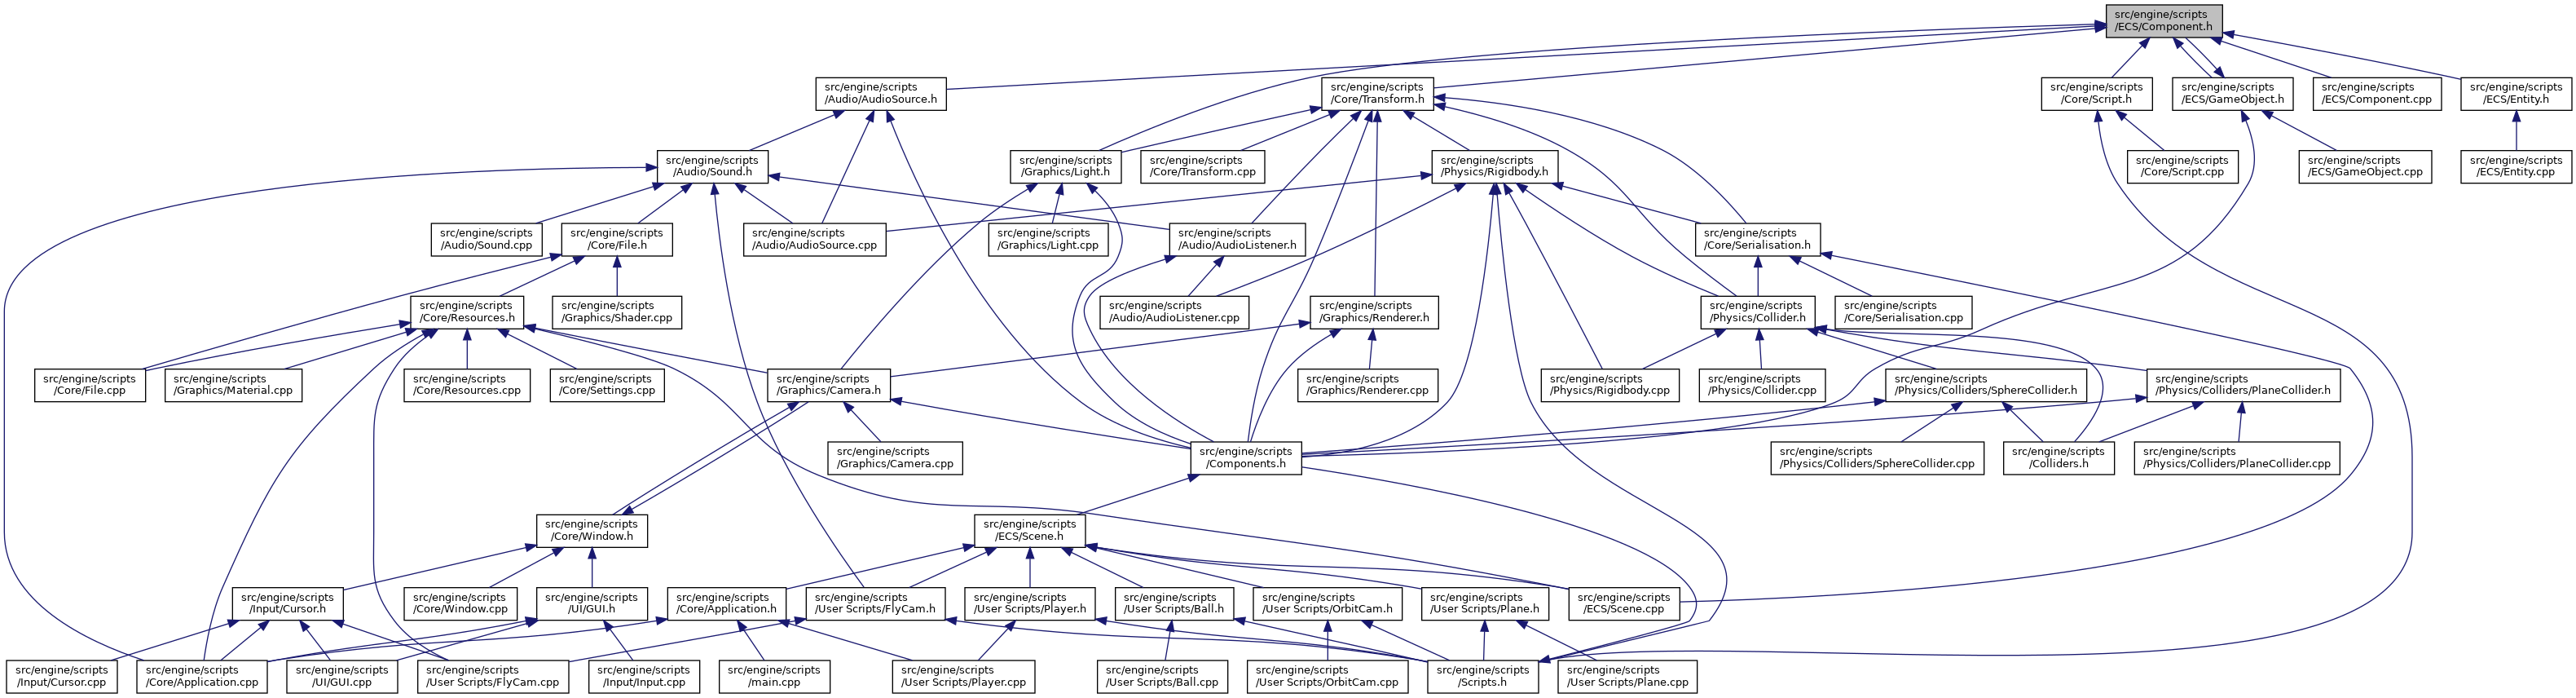 src/engine/scripts
/ECS/Component.h
src/engine/scripts
/Audio/AudioSource.h
src/engine/scripts
/Core/Transform.h
src/engine/scripts
/Core/Script.h
src/engine/scripts
/ECS/GameObject.h
src/engine/scripts
/ECS/Component.cpp
src/engine/scripts
/ECS/Entity.h
src/engine/scripts
/Audio/Sound.h
src/engine/scripts
/Graphics/Light.h
src/engine/scripts
/Core/Transform.cpp
src/engine/scripts
/Physics/Rigidbody.h
src/engine/scripts
/Core/Script.cpp
src/engine/scripts
/ECS/GameObject.cpp
src/engine/scripts
/ECS/Entity.cpp
src/engine/scripts
/Audio/Sound.cpp
src/engine/scripts
/Core/File.h
src/engine/scripts
/Audio/AudioSource.cpp
src/engine/scripts
/Graphics/Light.cpp
src/engine/scripts
/Audio/AudioListener.h
src/engine/scripts
/Core/Serialisation.h
src/engine/scripts
/Core/Resources.h
src/engine/scripts
/Graphics/Shader.cpp
src/engine/scripts
/Audio/AudioListener.cpp
src/engine/scripts
/Graphics/Renderer.h
src/engine/scripts
/Physics/Collider.h
src/engine/scripts
/Core/Serialisation.cpp
src/engine/scripts
/Core/File.cpp
src/engine/scripts
/Graphics/Material.cpp
src/engine/scripts
/Core/Resources.cpp
src/engine/scripts
/Core/Settings.cpp
src/engine/scripts
/Graphics/Camera.h
src/engine/scripts
/Graphics/Renderer.cpp
src/engine/scripts
/Physics/Rigidbody.cpp
src/engine/scripts
/Physics/Collider.cpp
src/engine/scripts
/Physics/Colliders/SphereCollider.h
src/engine/scripts
/Physics/Colliders/PlaneCollider.h
src/engine/scripts
/Graphics/Camera.cpp
src/engine/scripts
/Components.h
src/engine/scripts
/Physics/Colliders/SphereCollider.cpp
src/engine/scripts
/Colliders.h
src/engine/scripts
/Physics/Colliders/PlaneCollider.cpp
src/engine/scripts
/Core/Window.h
src/engine/scripts
/ECS/Scene.h
src/engine/scripts
/Input/Cursor.h
src/engine/scripts
/Core/Window.cpp
src/engine/scripts
/UI/GUI.h
src/engine/scripts
/Core/Application.h
src/engine/scripts
/User Scripts/FlyCam.h
src/engine/scripts
/User Scripts/Player.h
src/engine/scripts
/User Scripts/Ball.h
src/engine/scripts
/User Scripts/OrbitCam.h
src/engine/scripts
/User Scripts/Plane.h
src/engine/scripts
/ECS/Scene.cpp
src/engine/scripts
/Input/Cursor.cpp
src/engine/scripts
/Core/Application.cpp
src/engine/scripts
/UI/GUI.cpp
src/engine/scripts
/User Scripts/FlyCam.cpp
src/engine/scripts
/Input/Input.cpp
src/engine/scripts
/main.cpp
src/engine/scripts
/User Scripts/Player.cpp
src/engine/scripts
/User Scripts/Ball.cpp
src/engine/scripts
/User Scripts/OrbitCam.cpp
src/engine/scripts
/Scripts.h
src/engine/scripts
/User Scripts/Plane.cpp